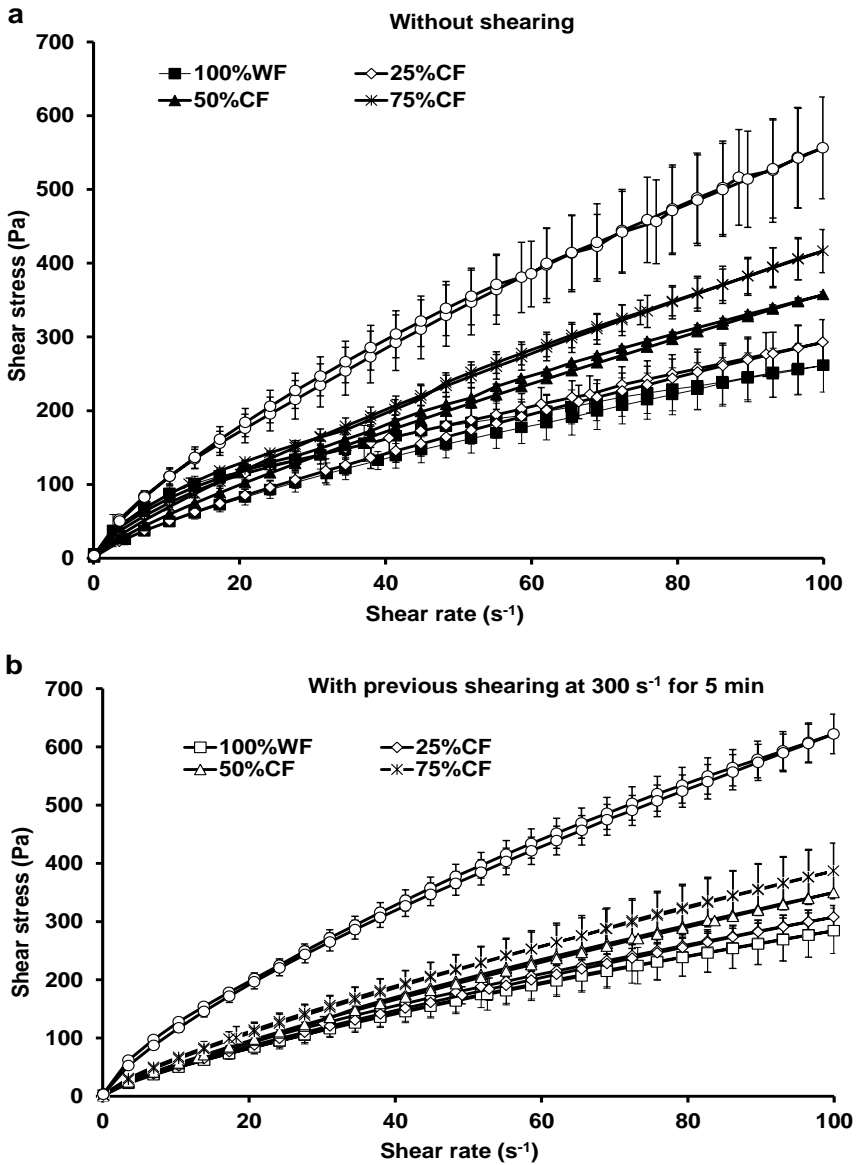 a
Without shearing
700
600
500
400
300
200
100
0
Shear stress (Pa)
100%WF 25%CF
50%CF 75%CF
0 20 40 60 80 100
Shear rate (s⁻¹)
b
With previous shearing at 300 s⁻¹ for 5 min
700
600
500
400
300
200
100
0
Shear stress (Pa)
100%WF 25%CF
50%CF 75%CF
0 20 40 60 80 100
Shear rate (s⁻¹)